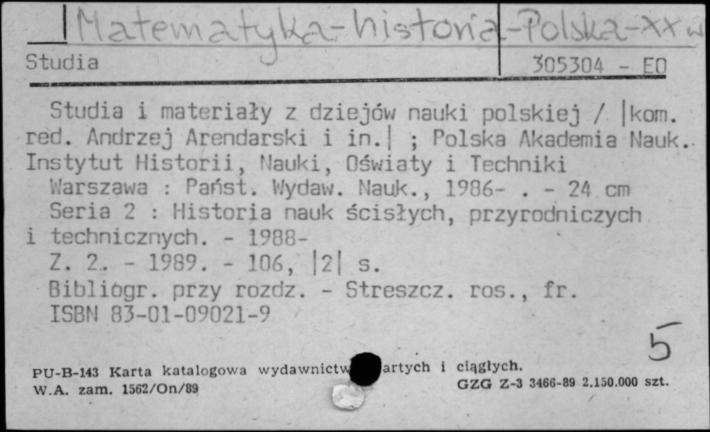 Matematyka-historia-Polska-XX w
Studia 305304 - EO
Studia i materiały z dziejów nauki polskiej / |kom.
red. Andrzej Arendarski i in.| ; Polska Akademia Nauk.
Instytut Historii, Nauki, Oświaty i Techniki
Warszawa : Państ. Wydaw. Nauk., 1986- . - 24 cm
Seria 2 : Historia nauk ścisłych, przyrodniczych
i technicznych. - 1988-
Z. 2. - 1989. - 106, |2| s.
Bibliogr. przy rozdz. - Streszcz. ros., fr.
ISBN 83-01-09021-9
5
PU-B-143 Karta katalogowa wydawnictw artych i ciągłych.
W.A. zam. 1562/On/89 GZG Z-3 3466-89 2.150.000 szt.